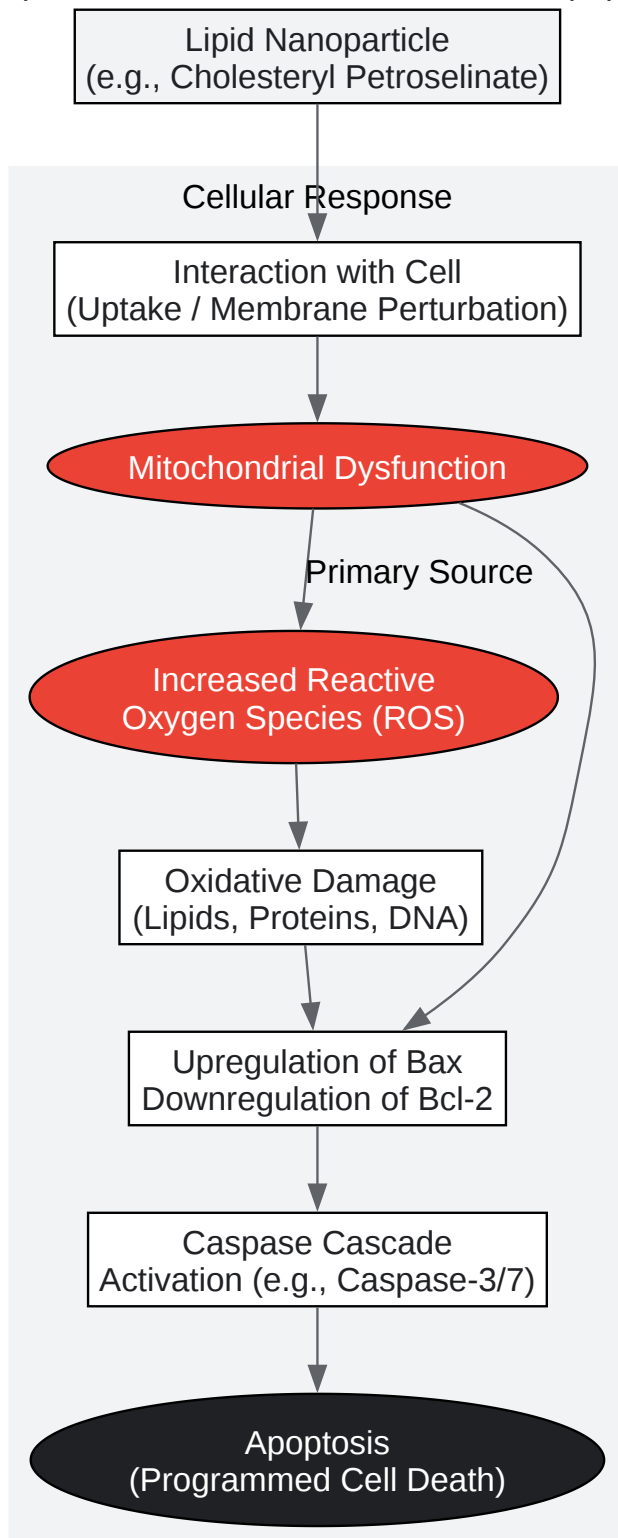 Lipid Nanoparticle
(e.g., Cholesteryl Petroselinate)
Cellular Response
Interaction with Cell
(Uptake / Membrane Perturbation)
Mitochondrial Dysfunction
Primary Source
Increased Reactive
Oxygen Species (ROS)
Oxidative Damage
(Lipids, Proteins, DNA)
Upregulation of Bax
Downregulation of Bcl-2
Caspase Cascade
Activation (e.g., Caspase-3/7)
Apoptosis
(Programmed Cell Death)